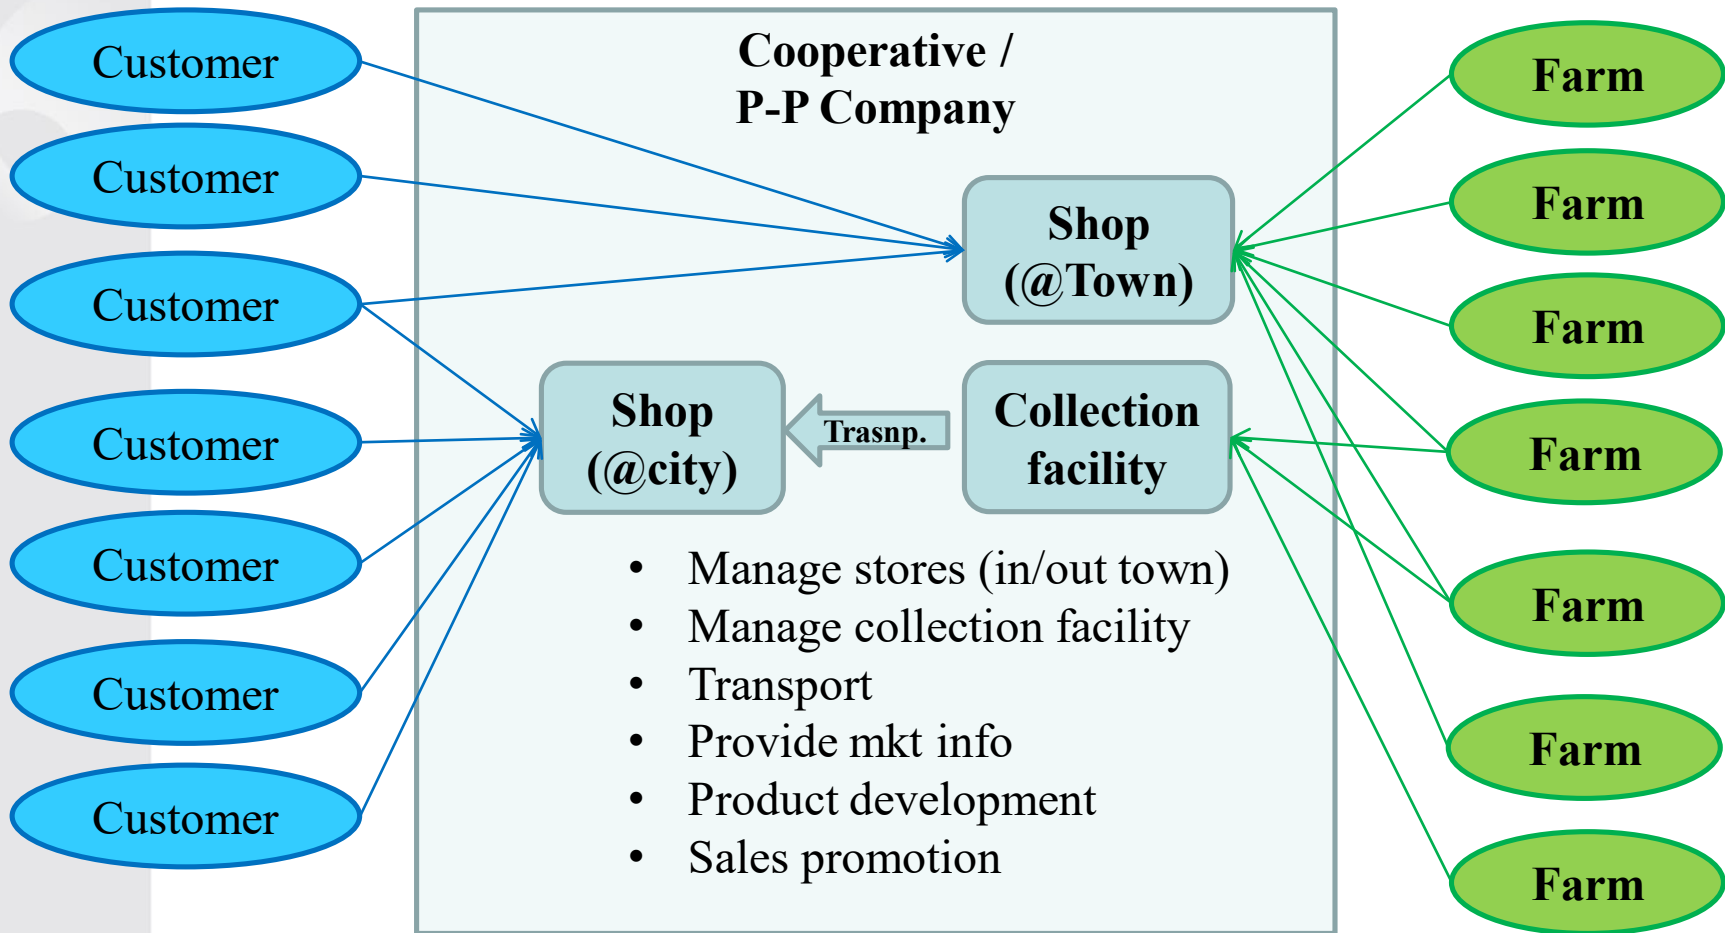 Customer
Customer
Customer
Customer
Customer
Customer
Customer
Cooperative /
P-P Company
Shop
(@Town)
Shop
(@city)
Trasnp.
Collection
facility
• Manage stores (in/out town)
• Manage collection facility
• Transport
• Provide mkt info
• Product development
• Sales promotion
Farm
Farm
Farm
Farm
Farm
Farm
Farm